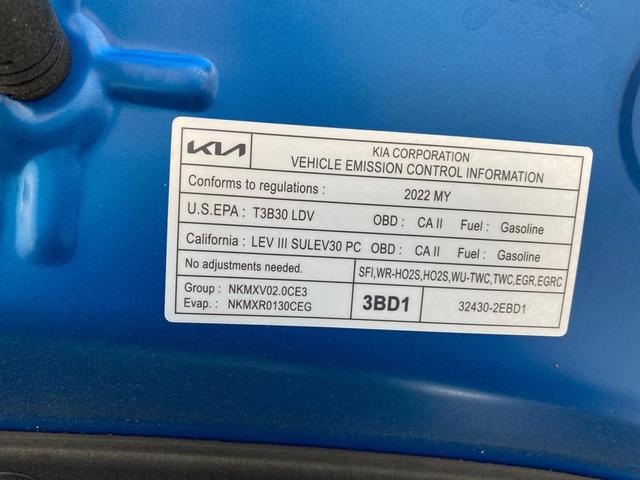 KIA
KIA CORPORATION
VEHICLE EMISSION CONTROL INFORMATION
Conforms to regulations : 2022 MY
U.S.EPA : T3B30 LDV OBD : CA II Fuel : Gasoline
California : LEV III SULEV30 PC OBD : CA II Fuel : Gasoline
No adjustments needed. SFI,WR-HO2S,HO2S,WU-TWC,TWC,EGR,EGRC
Group : NKMXV02.0CE3
Evap. : NKMXR0130CEG
3BD1
32430-2EBD1